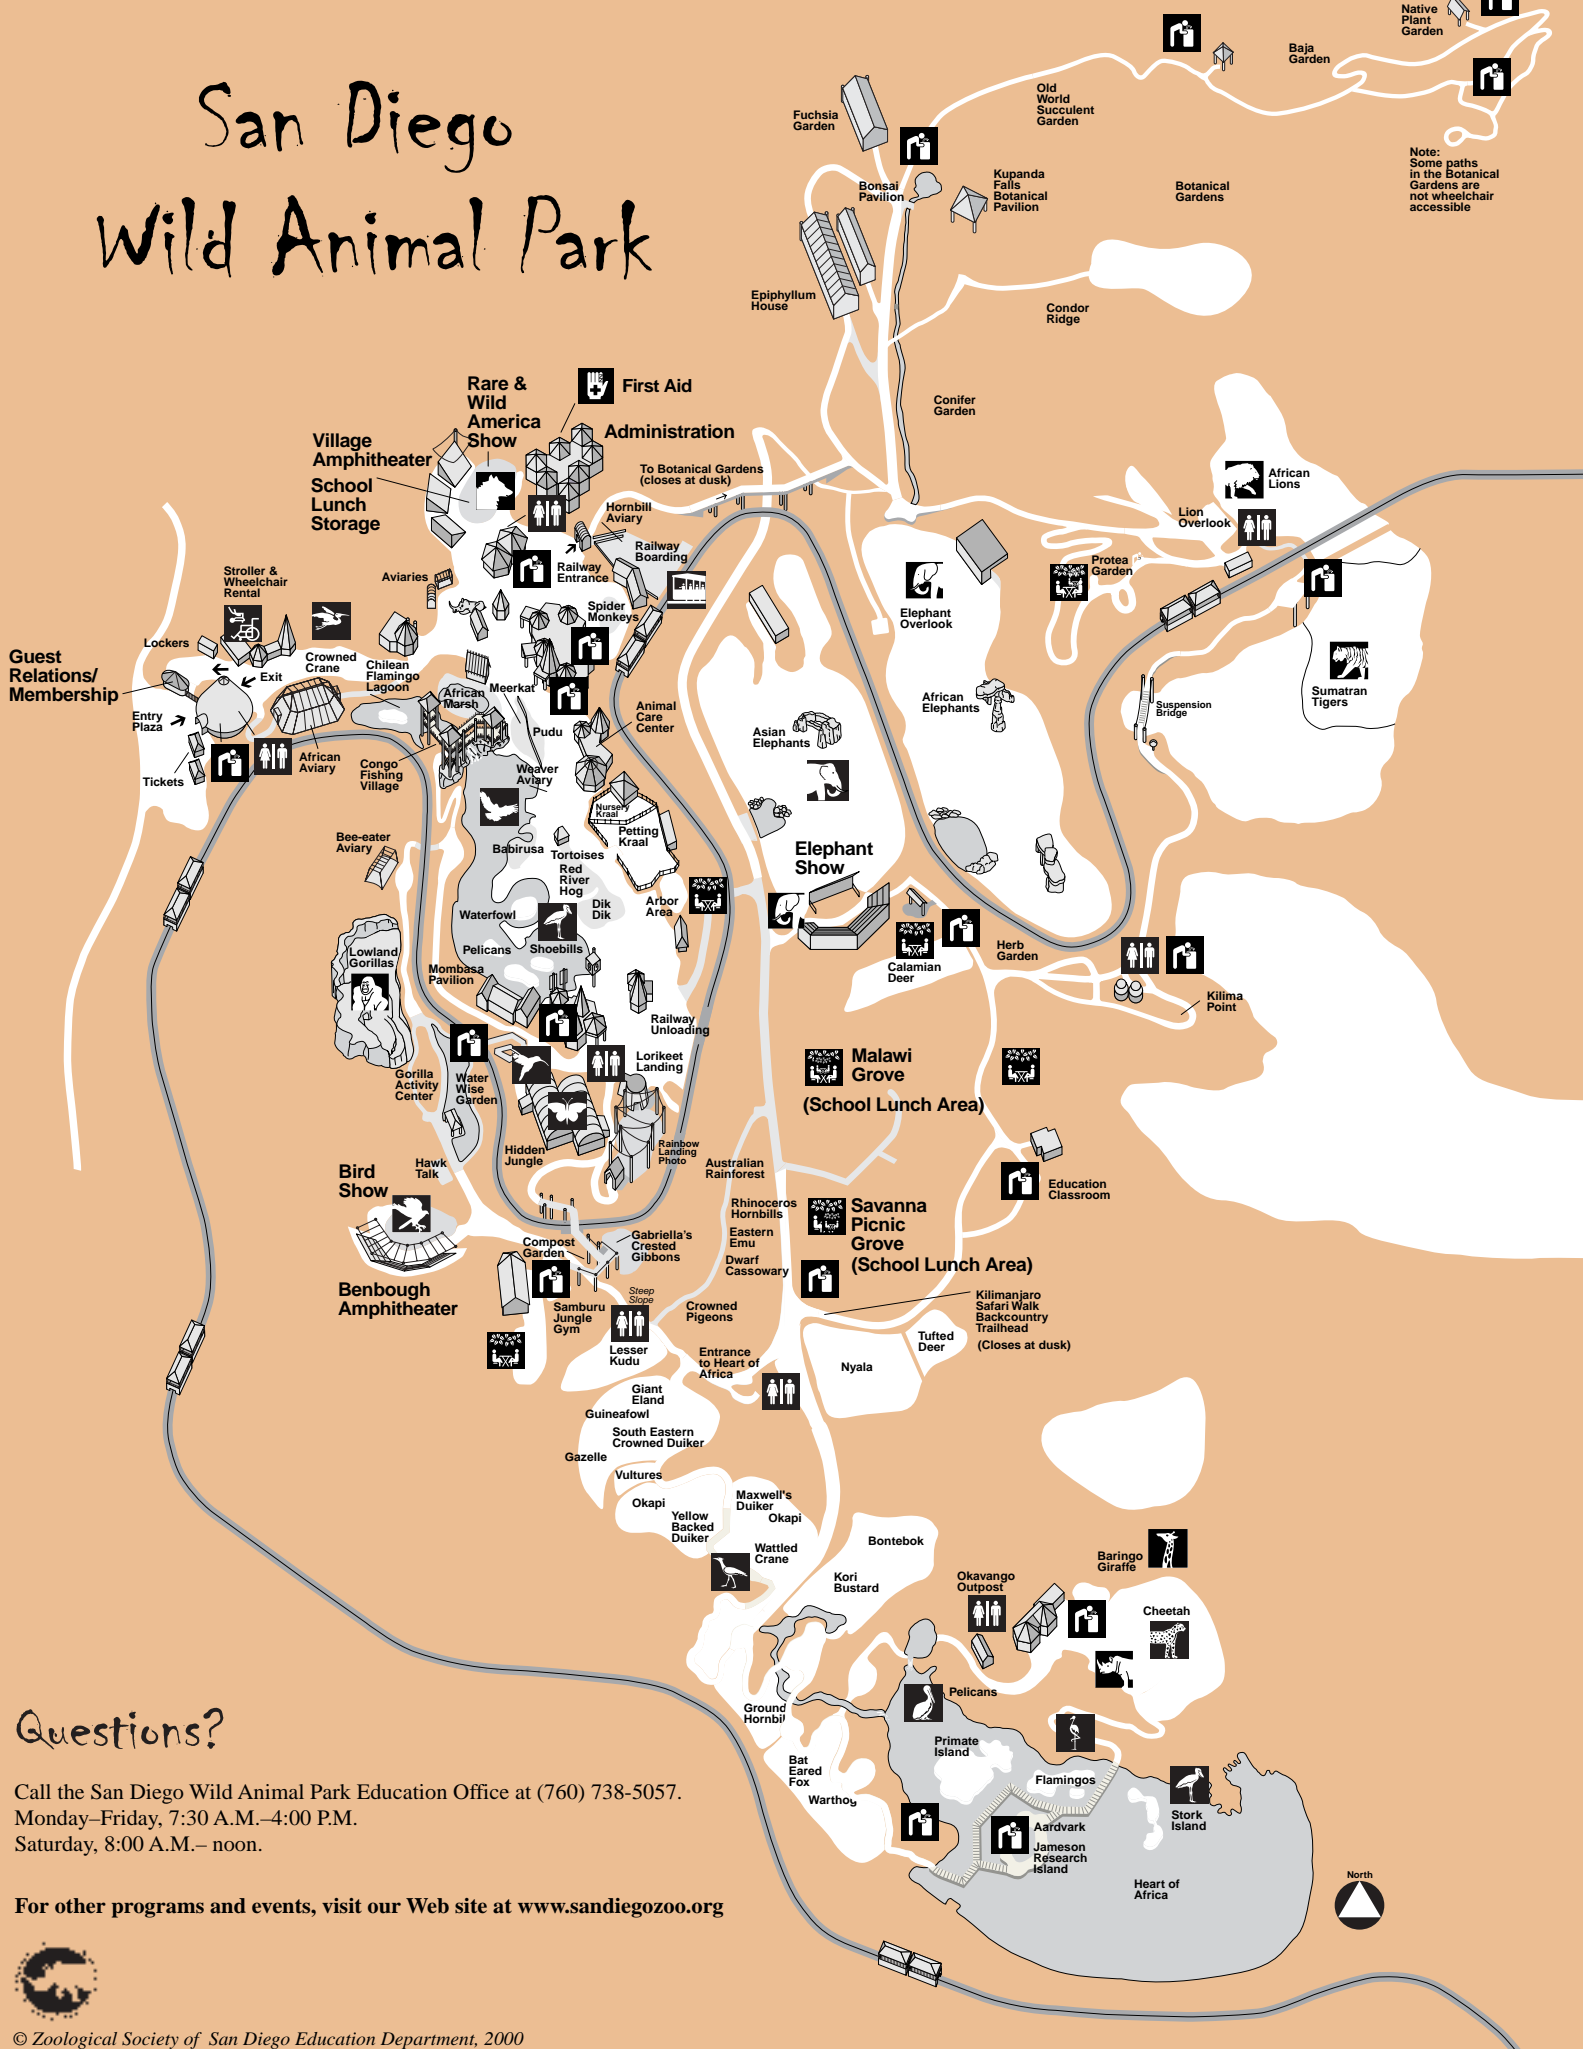 San Diego
Wild Animal Park
Native
Plant
Garden
Baja
Garden
Old
World
Succulent
Garden
Fuchsia
Garden
Note:
Some paths
in the Botanical
Gardens are
not wheelchair
accessible
Bonsai
Pavilion
Kupanda
Falls
Botanical
Pavilion
Botanical
Gardens
Epiphyllum
House
Condor
Ridge
Conifer
Garden
Rare &
Wild
America
Show
First Aid
Administration
Village
Amphitheater
School
Lunch
Storage
To Botanical Gardens
(closes at dusk)
Hornbill
Aviary
Railway
Boarding
Railway
Entrance
Aviaries
Spider
Monkeys
African
Lions
Lion
Overlook
Protea
Garden
Elephant
Overlook
Stroller &
Wheelchair
Rental
Lockers
Guest
Relations/
Membership
Exit
Crowned
Crane
Chilean
Flamingo
Lagoon
African
Marsh
Meerkat
Entry
Plaza
Tickets
African
Aviary
Congo
Fishing
Village
Pudu
Animal
Care
Center
Weaver
Aviary
Asian
Elephants
African
Elephants
Suspension
Bridge
Sumatran
Tigers
Nursery
Kraal
Petting
Kraal
Bee-eater
Aviary
Babirusa
Tortoises
Red
River
Hog
Dik
Dik
Arbor
Area
Elephant
Show
Waterfowl
Pelicans
Shoebills
Lowland
Gorillas
Mombasa
Pavilion
Calamian
Deer
Herb
Garden
Kilima
Point
Railway
Unloading
Lorikeet
Landing
Gorilla
Activity
Center
Water
Wise
Garden
Malawi
Grove
(School Lunch Area)
Hidden
Jungle
Rainbow
Landing
Photo
Hawk
Talk
Bird
Show
Australian
Rainforest
Education
Classroom
Rhinoceros
Hornbills
Eastern
Emu
Dwarf
Cassowary
Savanna
Picnic
Grove
(School Lunch Area)
Compost
Garden
Gabriella's
Crested
Gibbons
Benbough
Amphitheater
Steep
Slope
Samburu
Jungle
Gym
Crowned
Pigeons
Kilimanjaro
Safari Walk
Backcountry
Trailhead
(Closes at dusk)
Lesser
Kudu
Entrance
to Heart of
Africa
Nyala
Tufted
Deer
Giant
Eland
Guineafowl
South Eastern
Crowned Duiker
Gazelle
Vultures
Okapi
Yellow
Backed
Duiker
Maxwell's
Duiker
Okapi
Wattled
Crane
Bontebok
Kori
Bustard
Okavango
Outpost
Baringo
Giraffe
Cheetah
Pelicans
Ground
Hornbil
Primate
Island
Bat
Eared
Fox
Warthog
Flamingos
Stork
Island
Aardvark
Jameson
Research
Island
Heart of
Africa
North
Questions?
Call the San Diego Wild Animal Park Education Office at (760) 738-5057.
Monday–Friday, 7:30 A.M.–4:00 P.M.
Saturday, 8:00 A.M.– noon.
For other programs and events, visit our Web site at www.sandiegozoo.org
© Zoological Society of San Diego Education Department, 2000